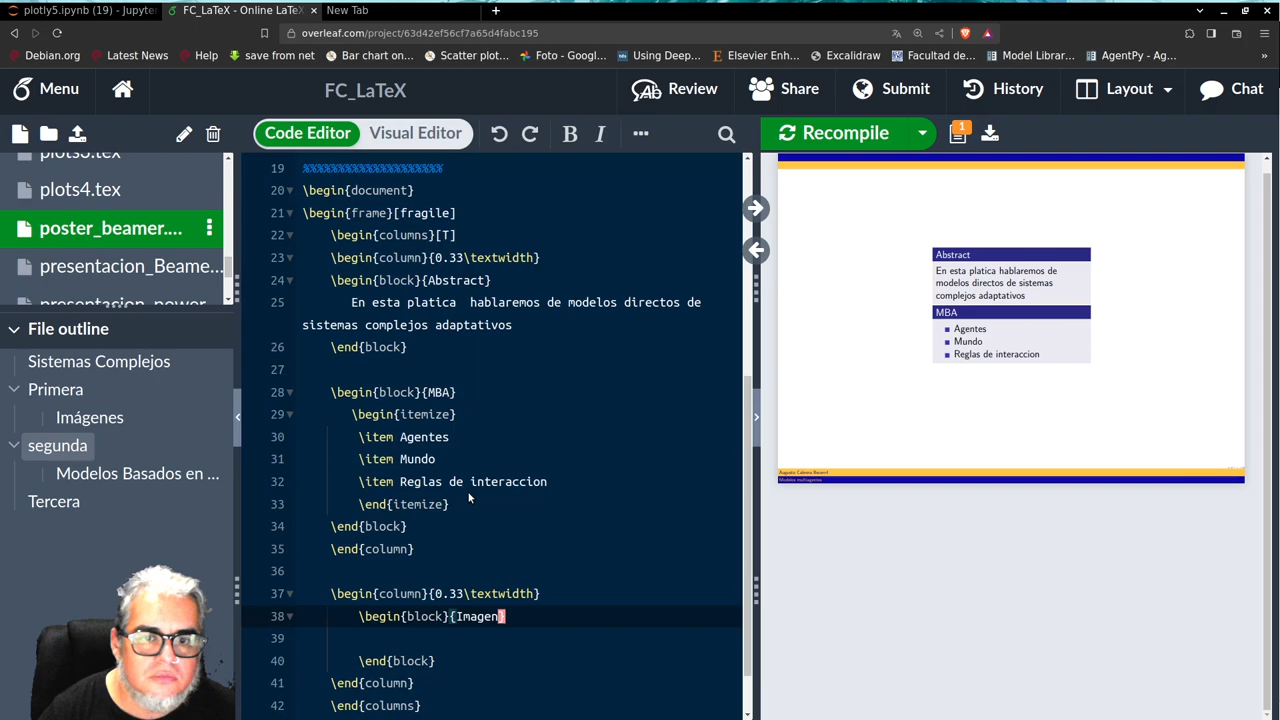 plotly5.ipynb (19) - Jupyter
FC_LaTeX - Online LaTeX
New Tab
overleaf.com/project/63d42ef56cf7a65d4fabc195
Debian.org
Latest News
Help
save from net
Bar chart on...
Scatter plot...
Foto - Googl...
Using Deep...
Elsevier Enh...
Excalidraw
Facultad de...
Model Librar...
AgentPy - Ag...
»
Menu
FC_LaTeX
Review
Share
Submit
History
Layout
Chat
Code Editor
Visual Editor
B
I
Recompile
1
plots4.tex
poster_beamer....
presentacion_Beame...
File outline
Sistemas Complejos
Primera
Imágenes
segunda
Modelos Basados en ...
Tercera
19 %%%%%%%%%%%%%%%%%%%%
20 \begin{document}
21 \begin{frame}[fragile]
22 \begin{columns}[T]
23 \begin{column}{0.33\textwidth}
24 \begin{block}{Abstract}
25 En esta platica hablaremos de modelos directos de
sistemas complejos adaptativos
26 \end{block}
27
28 \begin{block}{MBA}
29 \begin{itemize}
30 \item Agentes
31 \item Mundo
32 \item Reglas de interaccion
33 \end{itemize}
34 \end{block}
35 \end{column}
36
37 \begin{column}{0.33\textwidth}
38 \begin{block}{Imagen}
39
40 \end{block}
41 \end{column}
42 \end{columns}
Abstract
En esta platica hablaremos de
modelos directos de sistemas
complejos adaptativos
MBA
Agentes
Mundo
Reglas de interaccion
Modelos multiagentes